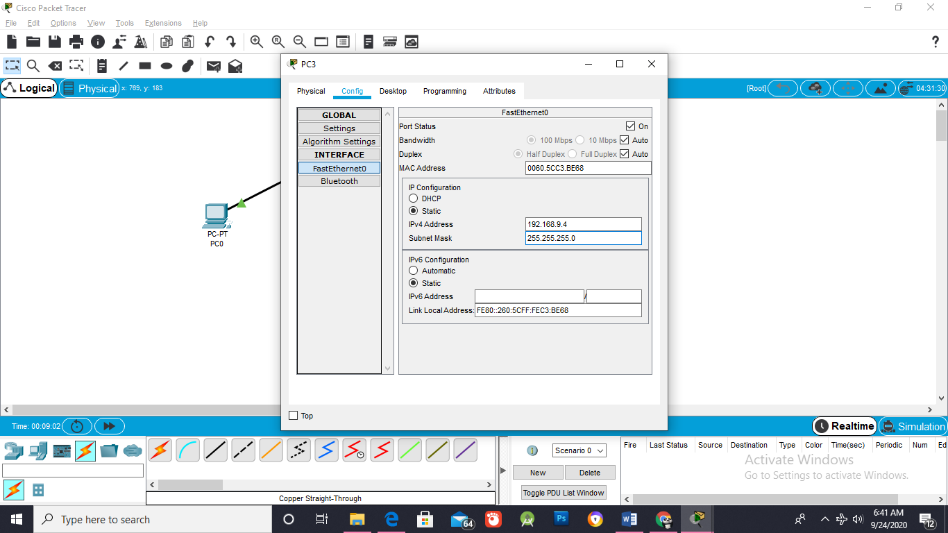 Cisco Packet Tracer
File Edit Options View Tools Extensions Help
?
Logical Physical x: 785, y: 183 [Root] 04:31:30
PC3
Physical Config Desktop Programming Attributes
GLOBAL
Settings
Algorithm Settings
INTERFACE
FastEthernet0
Bluetooth
FastEthernet0
Port Status On
Bandwidth 100 Mbps 10 Mbps Auto
Duplex Half Duplex Full Duplex Auto
MAC Address 0060.5CC3.BE68
IP Configuration
DHCP
Static
IPv4 Address 192.168.9.4
Subnet Mask 255.255.255.0
IPv6 Configuration
Automatic
Static
IPv6 Address /
Link Local Address: FE80::260:5CFF:FEC3:BE68
Top
PC-PT
PC0
Time: 00:09:02 Realtime Simulation
Scenario 0
New Delete
Toggle PDU List Window
Fire Last Status Source Destination Type Color Time(sec) Periodic Num Ed
Copper Straight-Through
Activate Windows
Go to Settings to activate Windows.
Type here to search
64
Ps
W
6:41 AM
9/24/2020
12